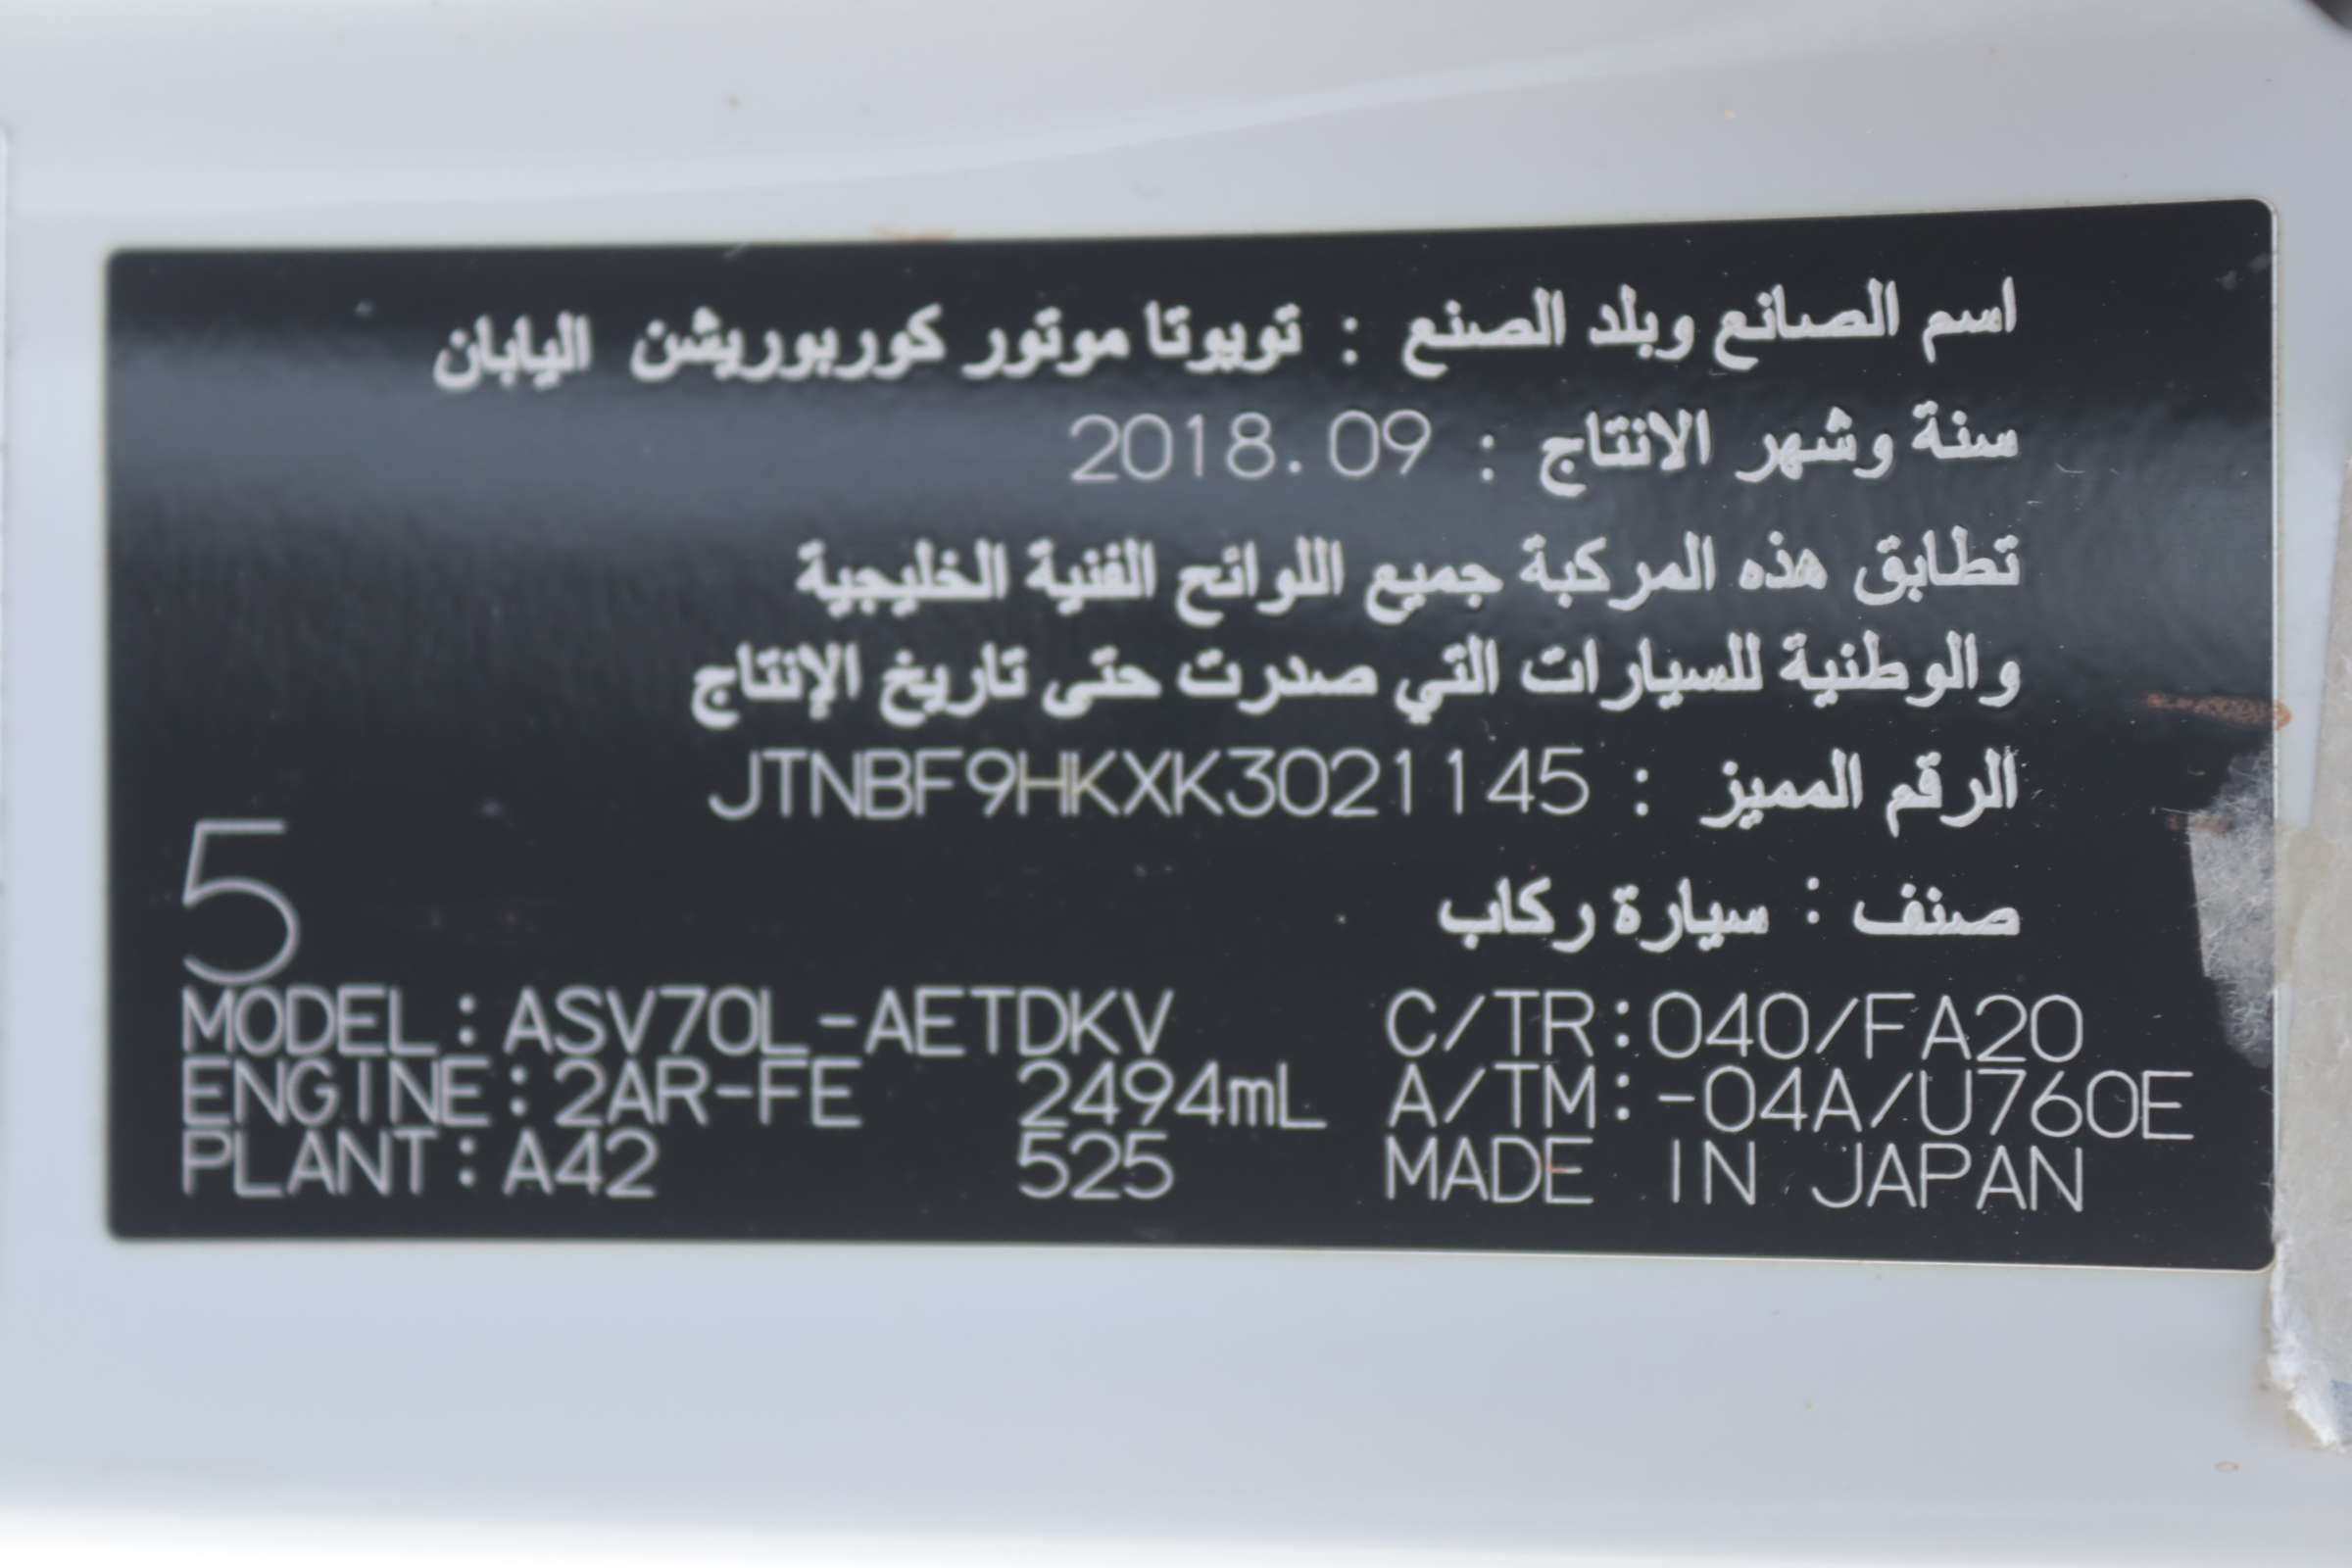 اسم الصانع وبلد الصنع : تويوتا موتور كوربوريشن اليابان
سنة وشهر الانتاج : 2018.09
تطابق هذه المركبة جميع اللوائح الفنية الخليجية
والوطنية للسيارات التي صدرت حتى تاريخ الإنتاج
الرقم المميز : JTNBF9HKXK3021145
صنف : سيارة ركاب
5
MODEL: ASV70L-AETDKV C/TR:040/FA20
ENGINE: 2AR-FE 2494mL A/TM:-04A/U760E
PLANT: A42 525 MADE IN JAPAN